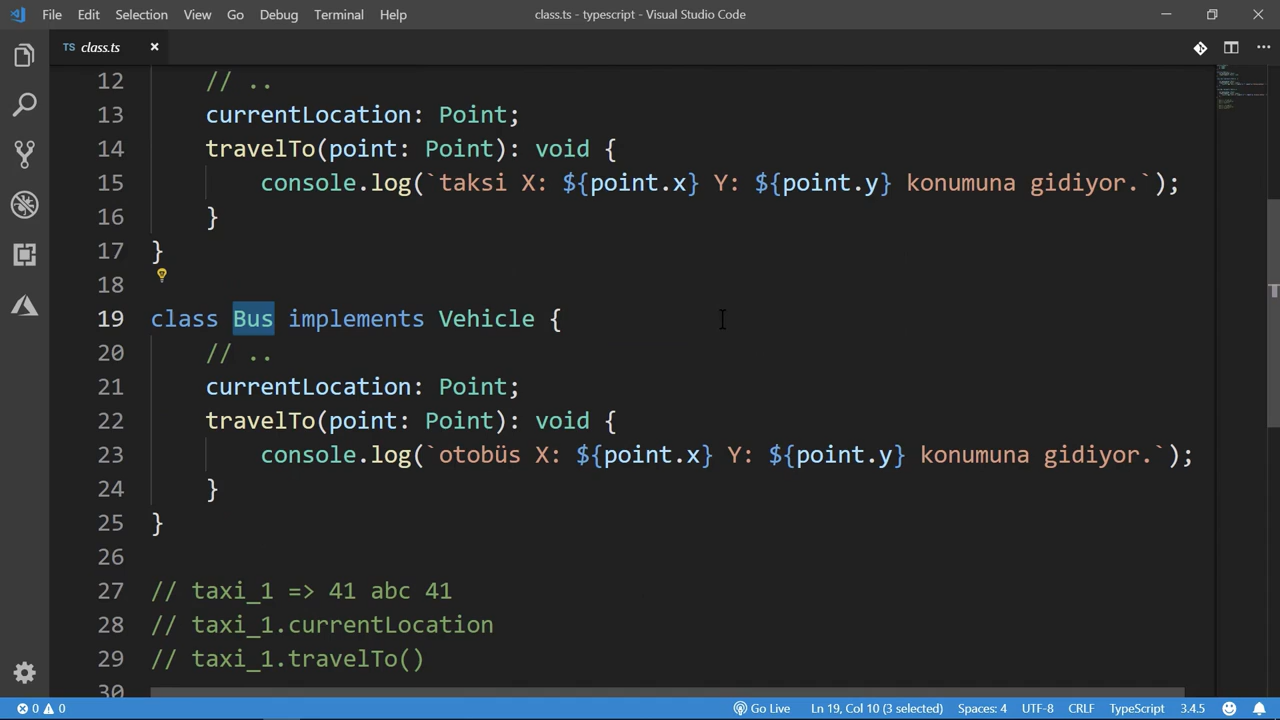 File Edit Selection View Go Debug Terminal Help class.ts - typescript - Visual Studio Code
TS class.ts
12 // ..
13 currentLocation: Point;
14 travelTo(point: Point): void {
15 console.log(`taksi X: ${point.x} Y: ${point.y} konumuna gidiyor.`);
16 }
17 }
18
19 class Bus implements Vehicle {
20 // ..
21 currentLocation: Point;
22 travelTo(point: Point): void {
23 console.log(`otobüs X: ${point.x} Y: ${point.y} konumuna gidiyor.`);
24 }
25 }
26
27 // taxi_1 => 41 abc 41
28 // taxi_1.currentLocation
29 // taxi_1.travelTo()
30
0 0 Go Live Ln 19, Col 10 (3 selected) Spaces: 4 UTF-8 CRLF TypeScript 3.4.5